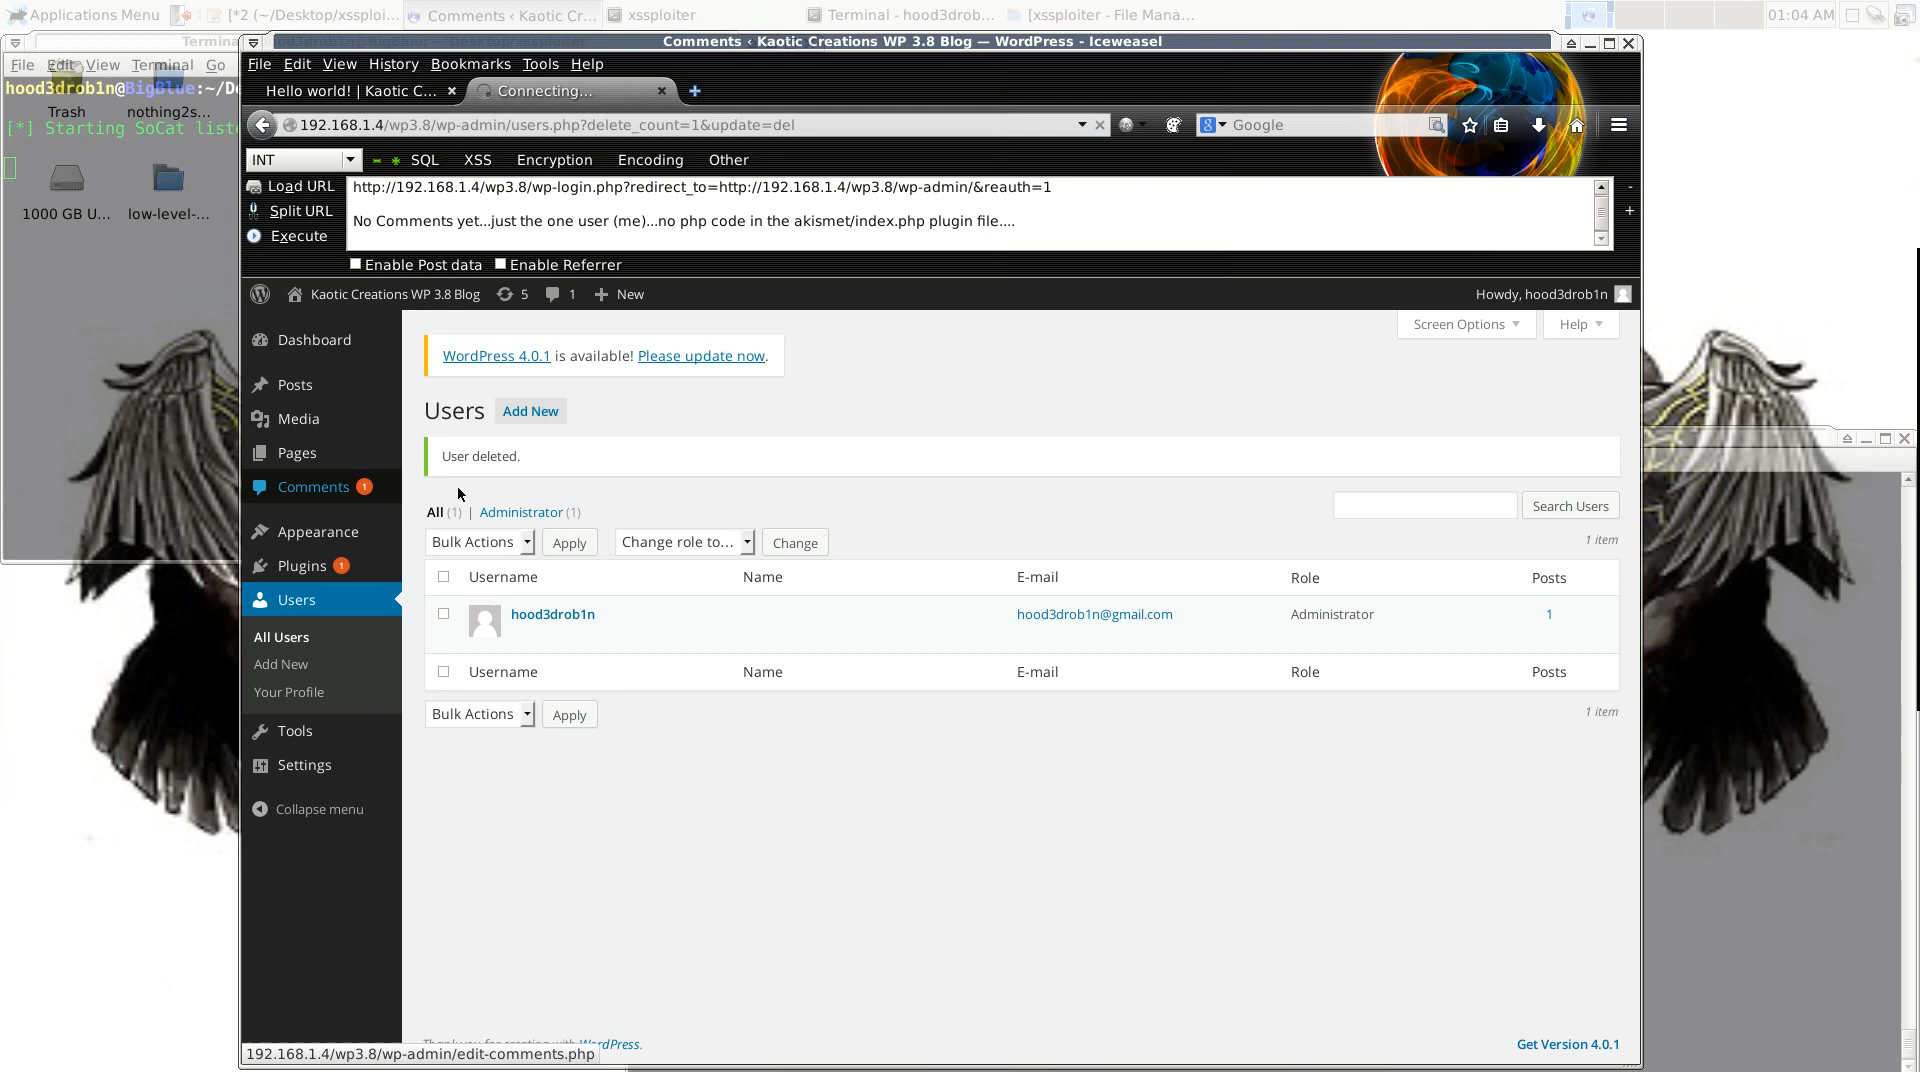 Applications Menu
[*2 (~/Desktop/xssploi...
Comments ‹ Kaotic Cr...
xssploiter
Terminal - hood3drob...
[xssploiter - File Mana...
01:04 AM
Comments ‹ Kaotic Creations WP 3.8 Blog — WordPress - Iceweasel
File Edit View Terminal Go
hood3drob1n@BigBlue:~/De
[*] Starting SoCat liste
Trash
nothing2s...
1000 GB U...
low-level-...
File Edit View History Bookmarks Tools Help
Hello world! | Kaotic C...
Connecting...
192.168.1.4/wp3.8/wp-admin/users.php?delete_count=1&update=del
Google
INT
SQL XSS Encryption Encoding Other
Load URL
Split URL
Execute
http://192.168.1.4/wp3.8/wp-login.php?redirect_to=http://192.168.1.4/wp3.8/wp-admin/&reauth=1
No Comments yet...just the one user (me)...no php code in the akismet/index.php plugin file....
Enable Post data Enable Referrer
Kaotic Creations WP 3.8 Blog 5 1 New
Howdy, hood3drob1n
Dashboard
Posts
Media
Pages
Comments 1
Appearance
Plugins 1
Users
All Users
Add New
Your Profile
Tools
Settings
Collapse menu
Screen Options Help
WordPress 4.0.1 is available! Please update now.
Users Add New
User deleted.
All (1) | Administrator (1)
Search Users
Bulk Actions Apply Change role to... Change
1 item
Username Name E-mail Role Posts
hood3drob1n hood3drob1n@gmail.com Administrator 1
Username Name E-mail Role Posts
Bulk Actions Apply
1 item
WordPress.
Get Version 4.0.1
192.168.1.4/wp3.8/wp-admin/edit-comments.php